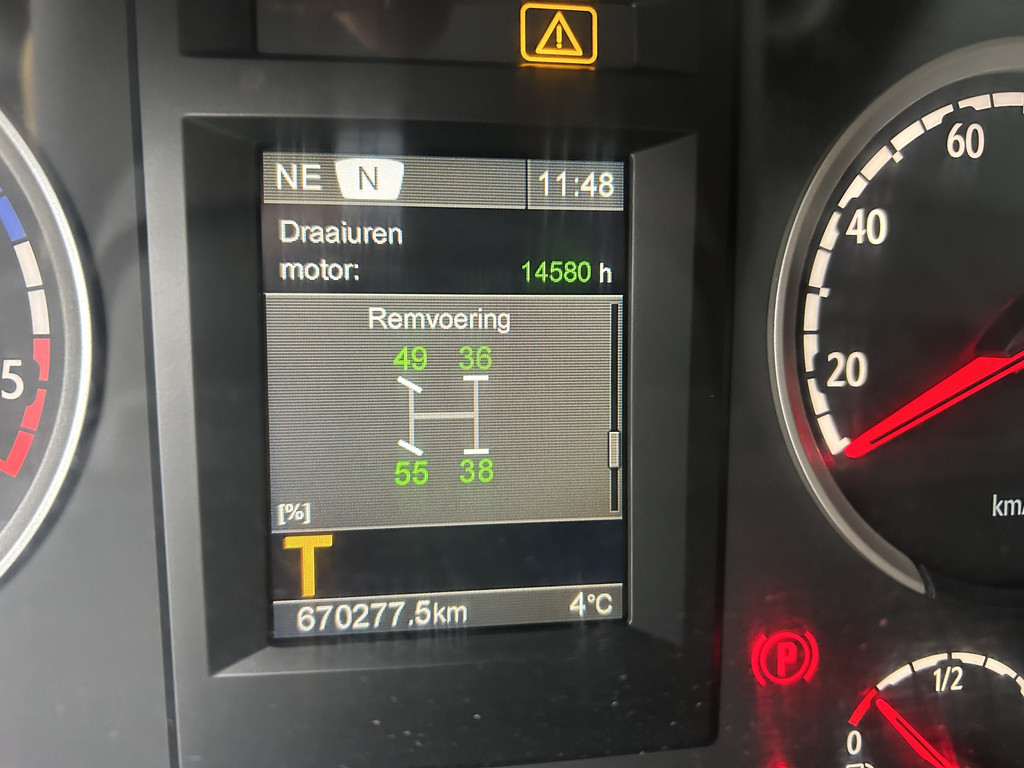 NE N 11:48
Draaiuren
motor: 14580 h
Remvoering
49 36
55 38
[%]
T
670277.5km 4°C
5
60
40
20
km/
P
1/2
0